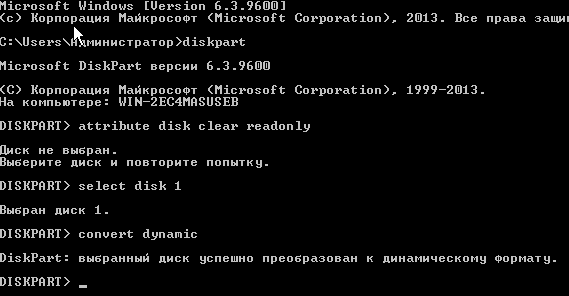 Microsoft Windows [Version 6.3.9600]
(c) Корпорация Майкрософт (Microsoft Corporation), 2013. Все права защи
C:\Users\Администратор>diskpart
Microsoft DiskPart версии 6.3.9600
(C) Корпорация Майкрософт (Microsoft Corporation), 1999-2013.
На компьютере: WIN-2EC4MASUSEB
DISKPART> attribute disk clear readonly
Диск не выбран.
Выберите диск и повторите попытку.
DISKPART> select disk 1
Выбран диск 1.
DISKPART> convert dynamic
DiskPart: выбранный диск успешно преобразован к динамическому формату.
DISKPART> _